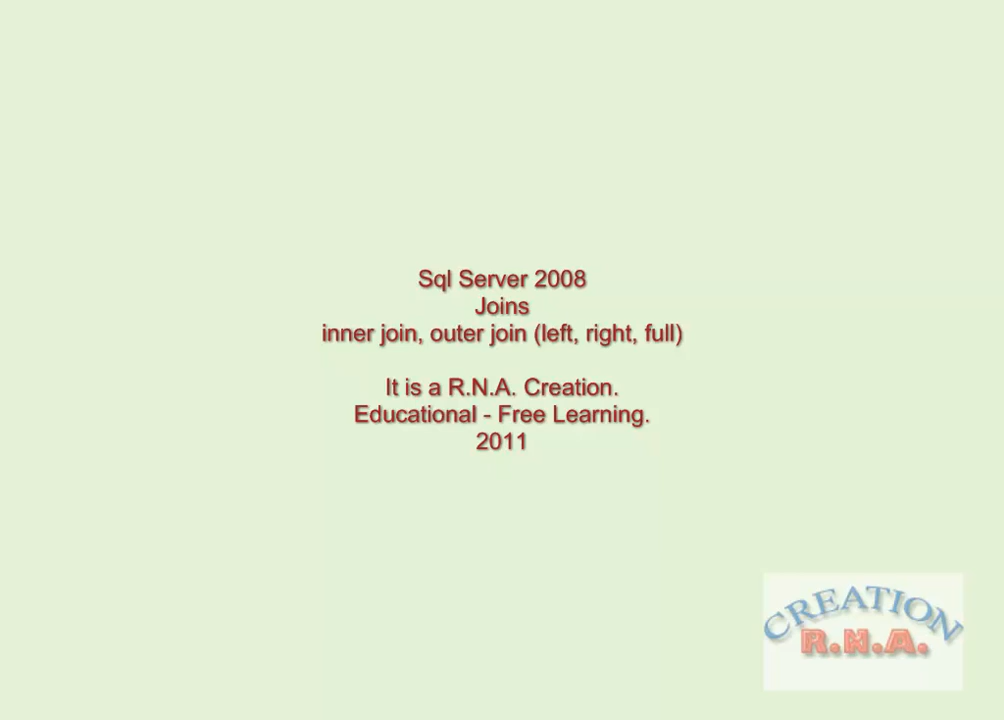 Sql Server 2008
Joins
inner join, outer join (left, right, full)
It is a R.N.A. Creation.
Educational - Free Learning.
2011
CREATION
R.N.A.